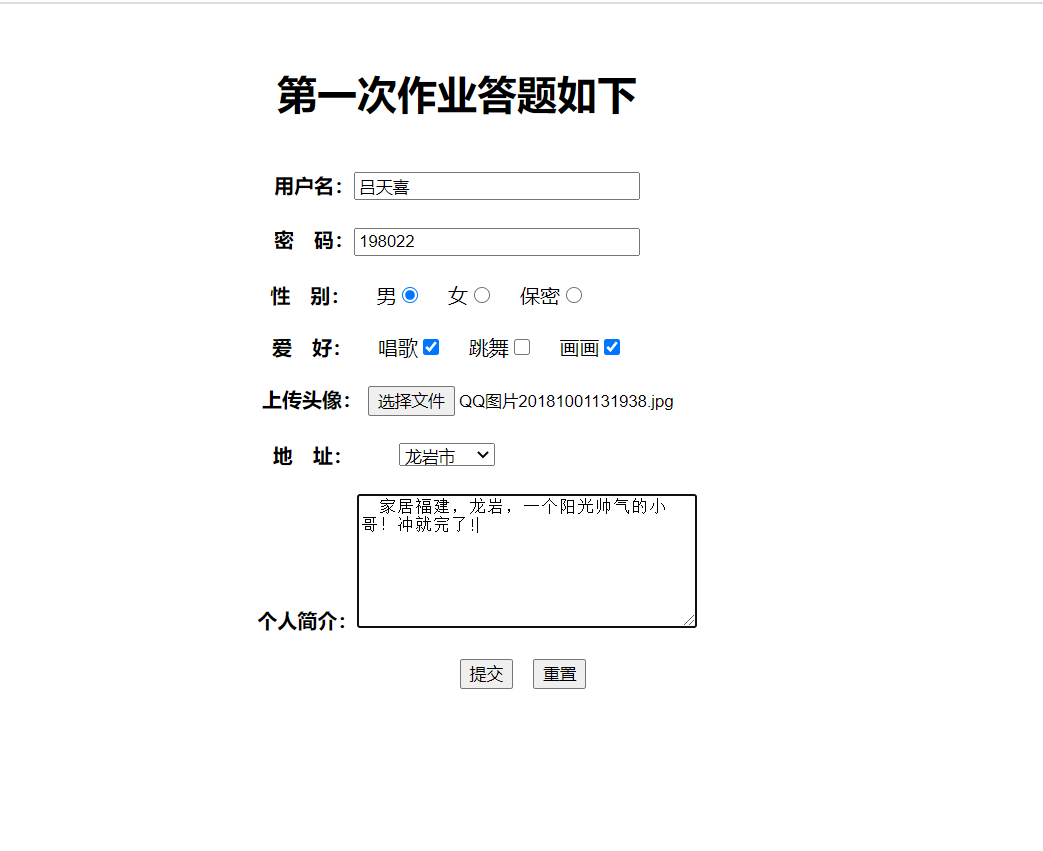 第一次作业答题如下
用户名：吕天喜
密 码：198022
性 别： 男 女 保密
爱 好： 唱歌 跳舞 画画
上传头像： 选择文件 QQ图片20181001131938.jpg
地 址： 龙岩市
家居福建，龙岩，一个阳光帅气的小
哥！冲就完了!
个人简介：
提交 重置